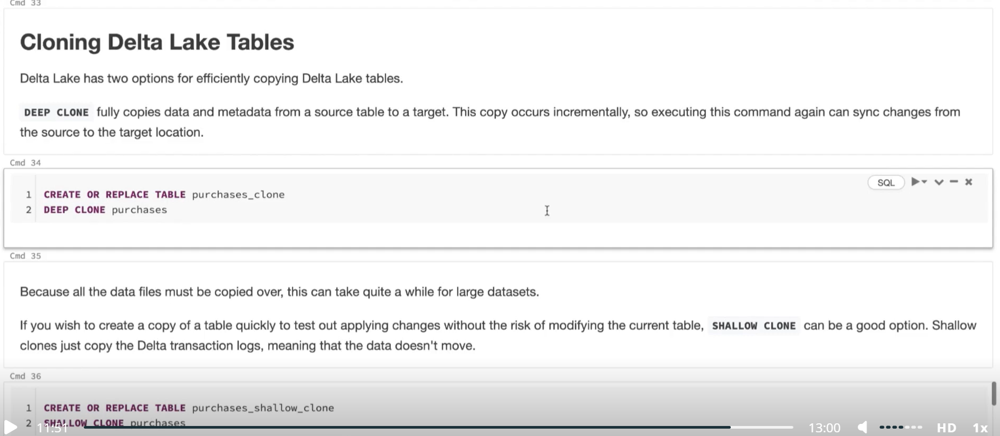 Cmd 33
Cloning Delta Lake Tables
Delta Lake has two options for efficiently copying Delta Lake tables.
DEEP CLONE fully copies data and metadata from a source table to a target. This copy occurs incrementally, so executing this command again can sync changes from
the source to the target location.
Cmd 34
SQL
1 CREATE OR REPLACE TABLE purchases_clone
2 DEEP CLONE purchases
Cmd 35
Because all the data files must be copied over, this can take quite a while for large datasets.
If you wish to create a copy of a table quickly to test out applying changes without the risk of modifying the current table, SHALLOW CLONE can be a good option. Shallow
clones just copy the Delta transaction logs, meaning that the data doesn't move.
Cmd 36
1 CREATE OR REPLACE TABLE purchases_shallow_clone
2 SHALLOW CLONE purchases
11:51 13:00 HD 1x